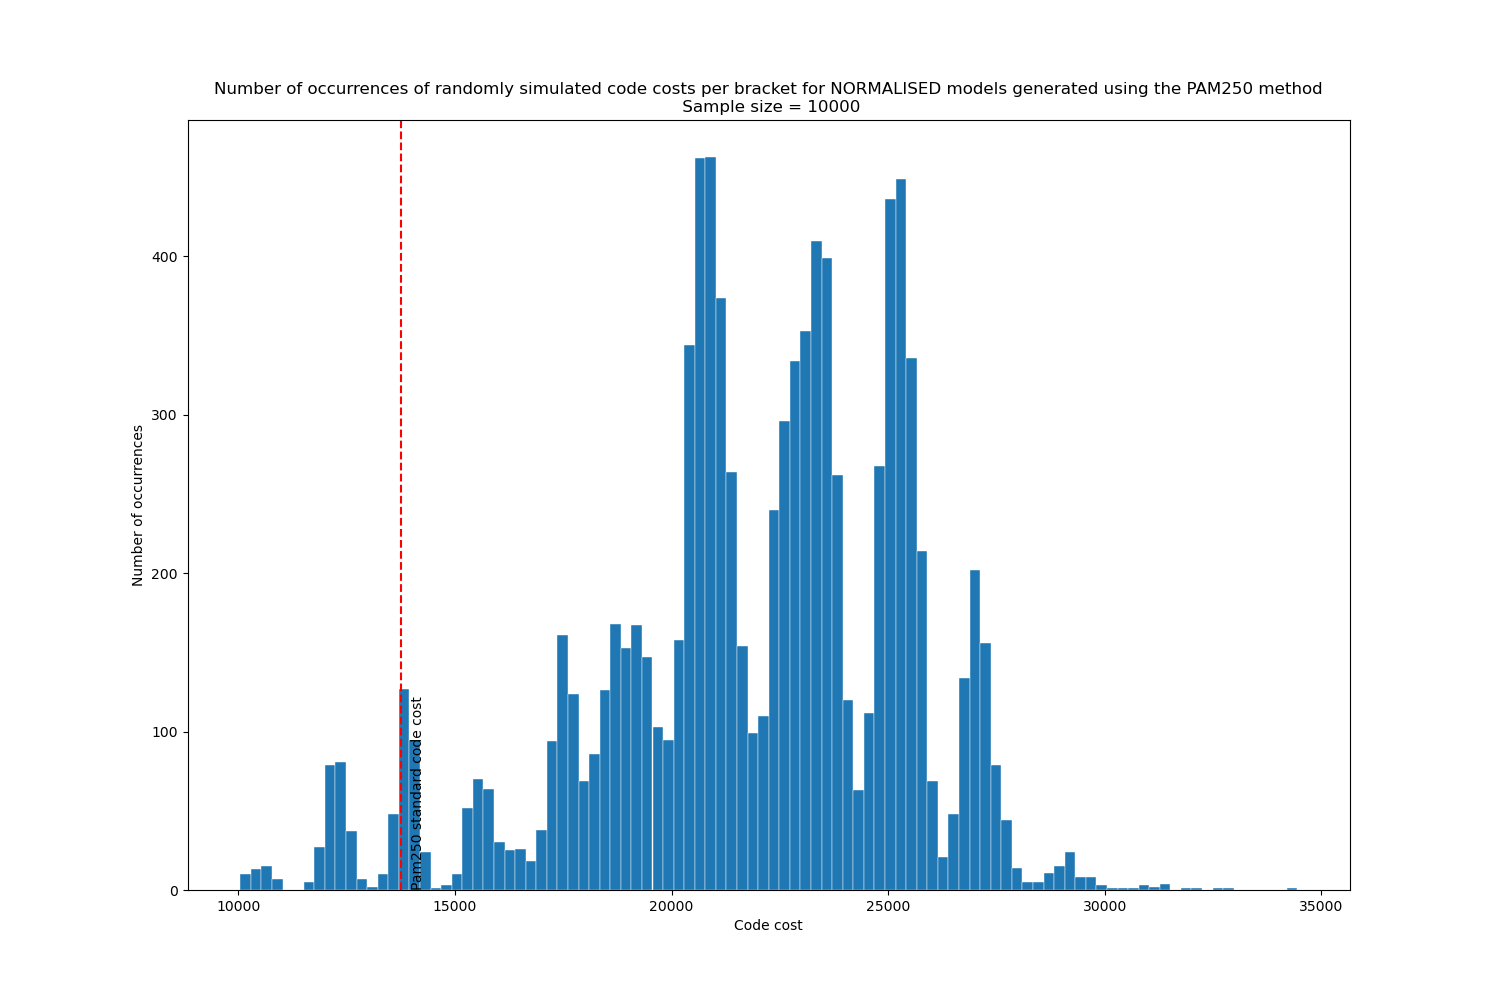 Number of occurrences of randomly simulated code costs per bracket for NORMALISED models generated using the PAM250 method
Sample size = 10000
Number of occurrences
400
300
200
100
0
Pam250 standard code cost
10000
15000
20000
25000
30000
35000
Code cost